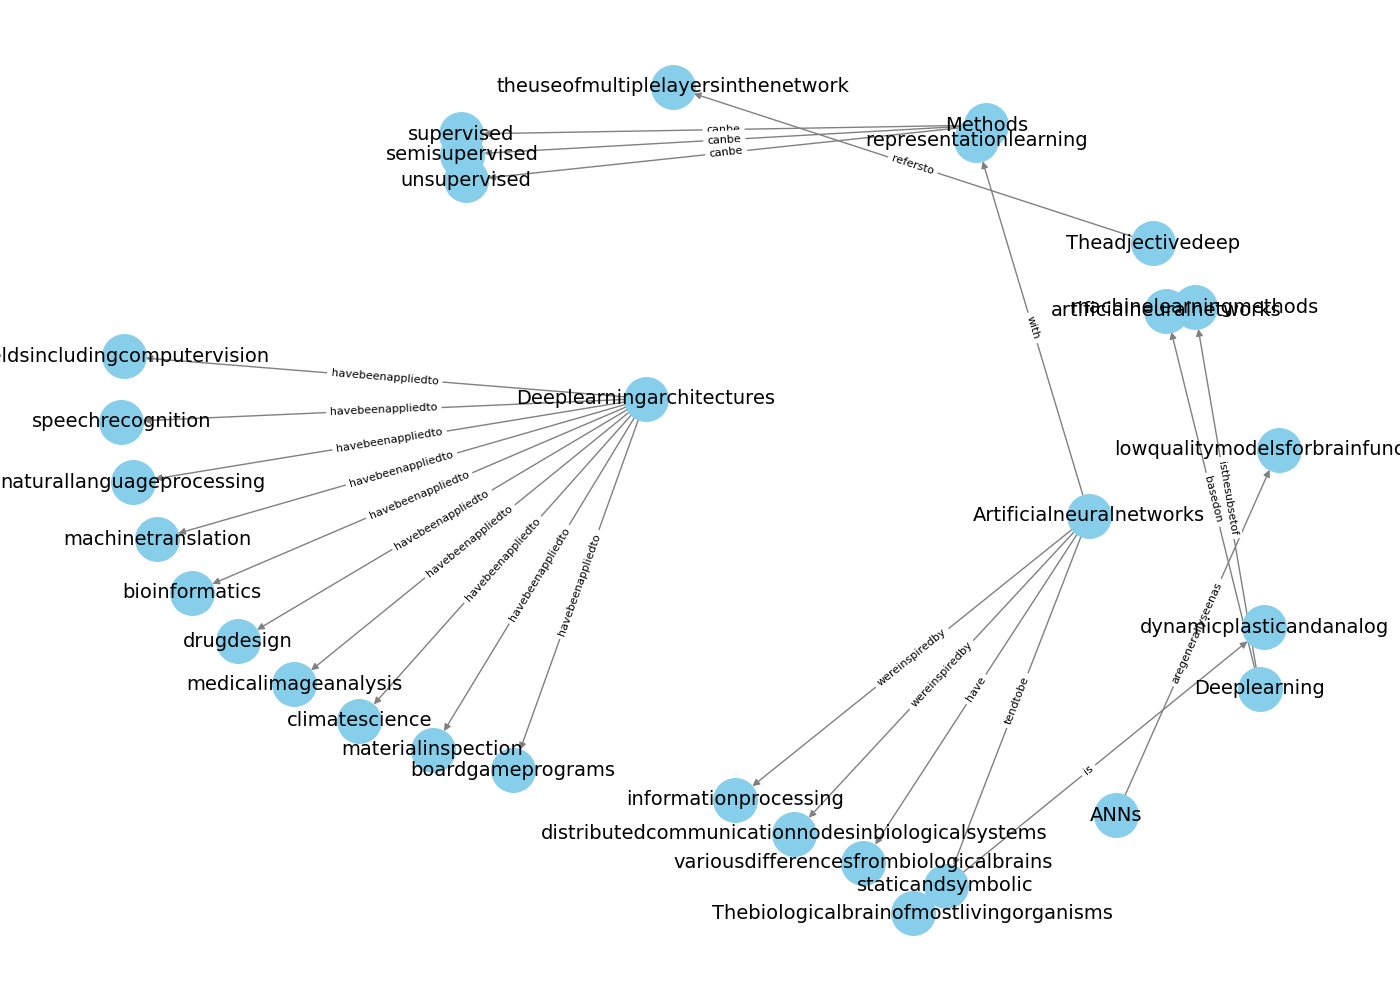 theuseofmultiplelayersinthenetwork
Methods
supervised
canbe
representationlearning
canbe
semisupervised
canbe
refersto
unsupervised
Theadjectivedeep
machinelearningmethods
artificialneuralnetworks
with
eldsincludingcomputervision
havebeenappliedto
Deeplearningarchitectures
havebeenappliedto
speechrecognition
havebeenappliedto
lowqualitymodelsforbrainfunc
havebeenappliedto
naturallanguageprocessing
havebeenappliedto
isthesubsetof
basedon
Artificialneuralnetworks
havebeenappliedto
machinetranslation
havebeenappliedto
havebeenappliedto
havebeenappliedto
havebeenappliedto
bioinformatics
dynamicplasticandanalog
aregenerallyseenas
drugdesign
wereinspiredby
wereinspiredby
medicalimageanalysis
have
Deeplearning
tendtobe
climatescience
materialinspection
boardgameprograms
is
informationprocessing
ANNs
distributedcommunicationnodesinbiologicalsystems
variousdifferencesfrombiologicalbrains
staticandsymbolic
Thebiologicalbrainofmostlivingorganisms